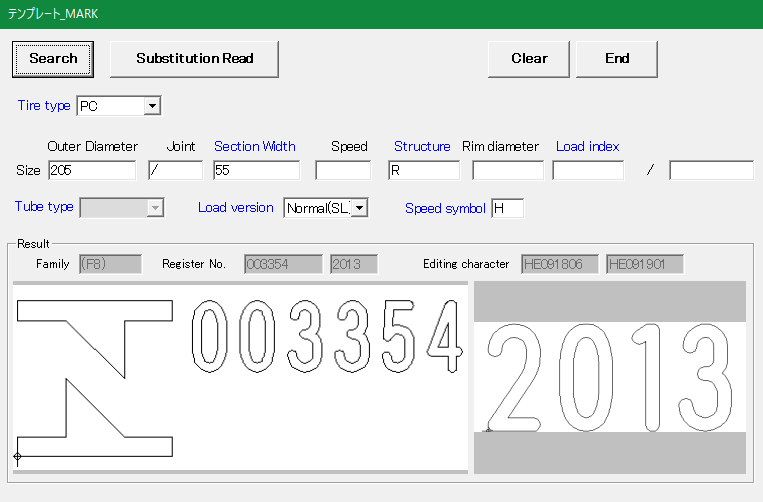 テンプレート_MARK
Search Substitution Read Clear End
Tire type PC
Outer Diameter Joint Section Width Speed Structure Rim diameter Load index
Size 205 / 55 R /
Tube type Load version Normal(SL) Speed symbol H
Result
Family (F8) Register No. 003354 2013 Editing character HE091806 HE091901
003354 2013